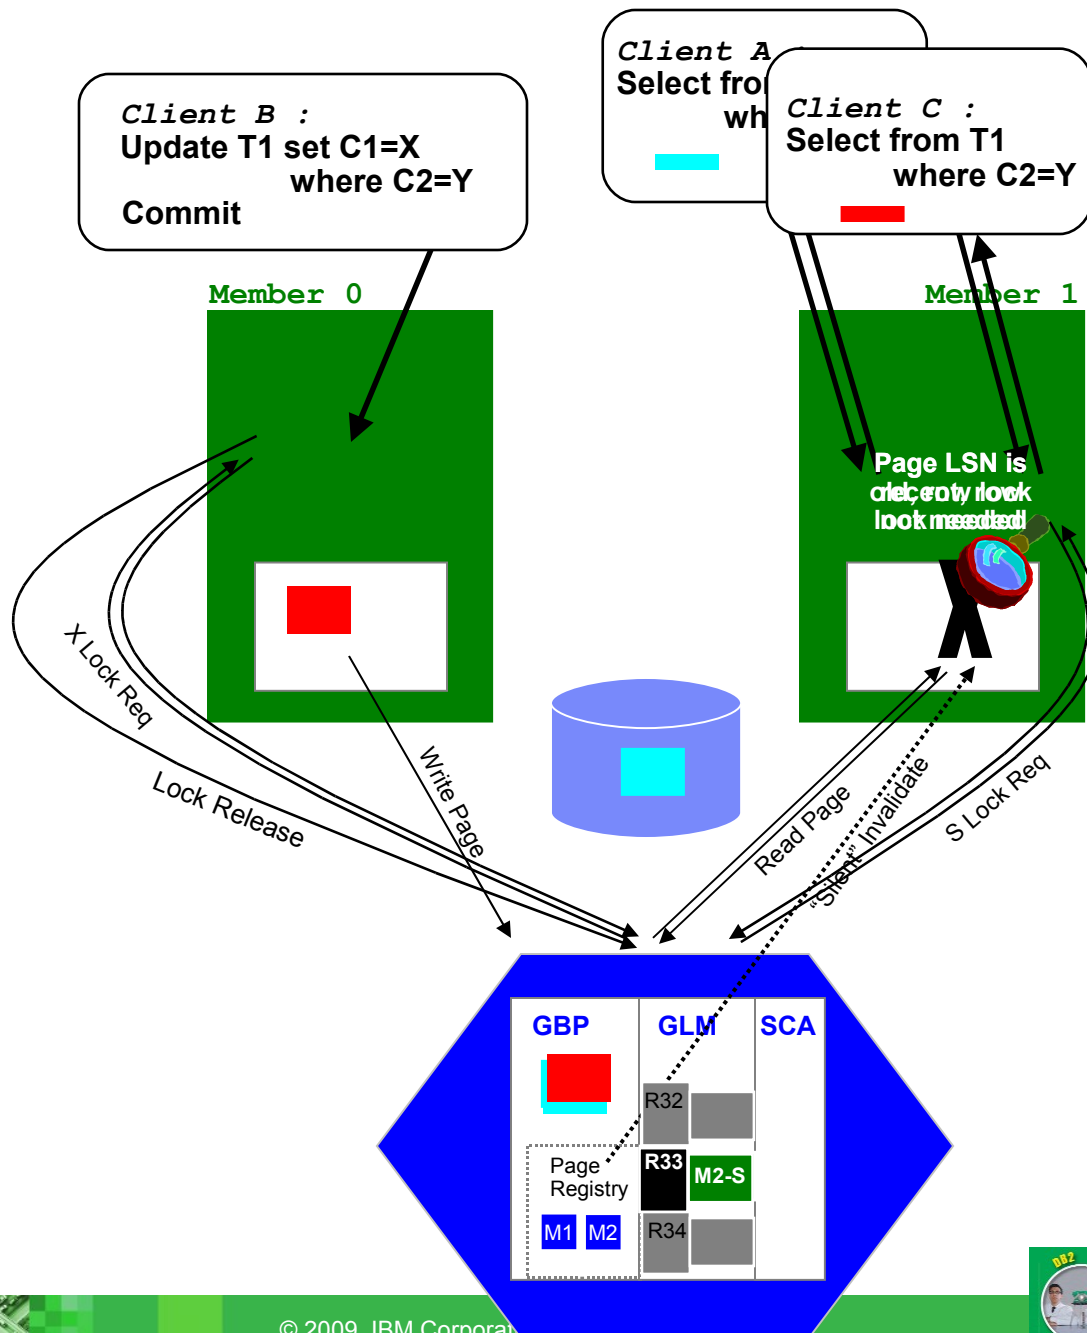 Client A :
Select from
wh
Client B :
Update T1 set C1=X
where C2=Y
Commit
Client C :
Select from T1
where C2=Y
Member 0
Member 1
Page LSN is
needed
X Lock Req
Lock Release
Write Page
Read Page
“Silent” Invalidate
S Lock Req
GBP
GLM
SCA
R32
Page
Registry
R33
M2-S
M1
M2
R34
DB2
© 2009 IBM Corporat